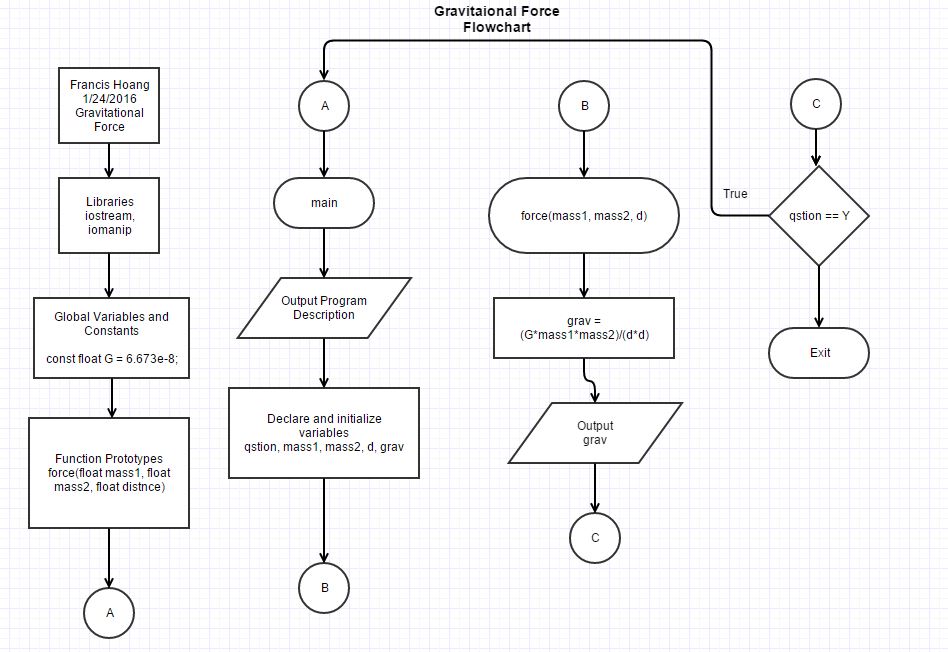 Gravitaional Force
Flowchart
Francis Hoang
1/24/2016
Gravitational
Force
Libraries
iostream,
iomanip
Global Variables and
Constants
const float G = 6.673e-8;
Function Prototypes
force(float mass1, float
mass2, float distnce)
A
A
main
Output Program
Description
Declare and initialize
variables
qstion, mass1, mass2, d, grav
B
B
force(mass1, mass2, d)
grav =
(G*mass1*mass2)/(d*d)
Output
grav
C
C
True
qstion == Y
Exit